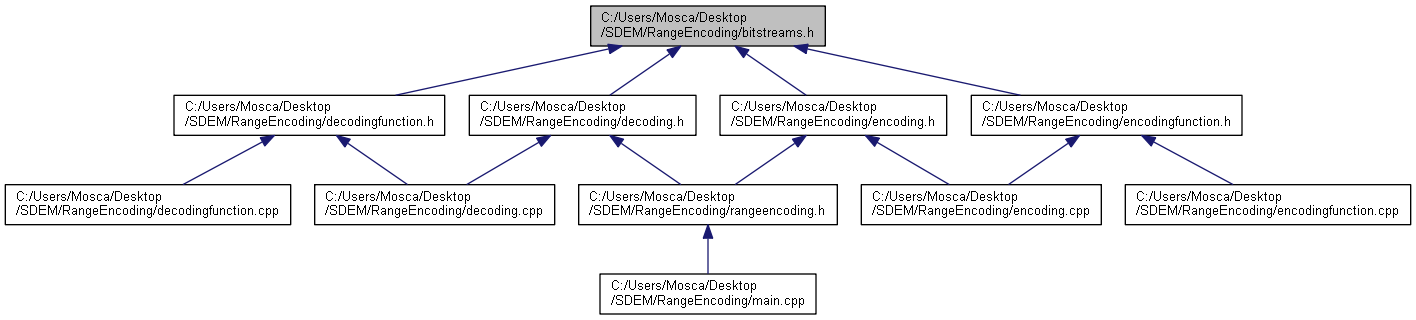 C:/Users/Mosca/Desktop
/SDEM/RangeEncoding/bitstreams.h
C:/Users/Mosca/Desktop
/SDEM/RangeEncoding/decodingfunction.h
C:/Users/Mosca/Desktop
/SDEM/RangeEncoding/decoding.h
C:/Users/Mosca/Desktop
/SDEM/RangeEncoding/encoding.h
C:/Users/Mosca/Desktop
/SDEM/RangeEncoding/encodingfunction.h
C:/Users/Mosca/Desktop
/SDEM/RangeEncoding/decodingfunction.cpp
C:/Users/Mosca/Desktop
/SDEM/RangeEncoding/decoding.cpp
C:/Users/Mosca/Desktop
/SDEM/RangeEncoding/rangeencoding.h
C:/Users/Mosca/Desktop
/SDEM/RangeEncoding/encoding.cpp
C:/Users/Mosca/Desktop
/SDEM/RangeEncoding/encodingfunction.cpp
C:/Users/Mosca/Desktop
/SDEM/RangeEncoding/main.cpp